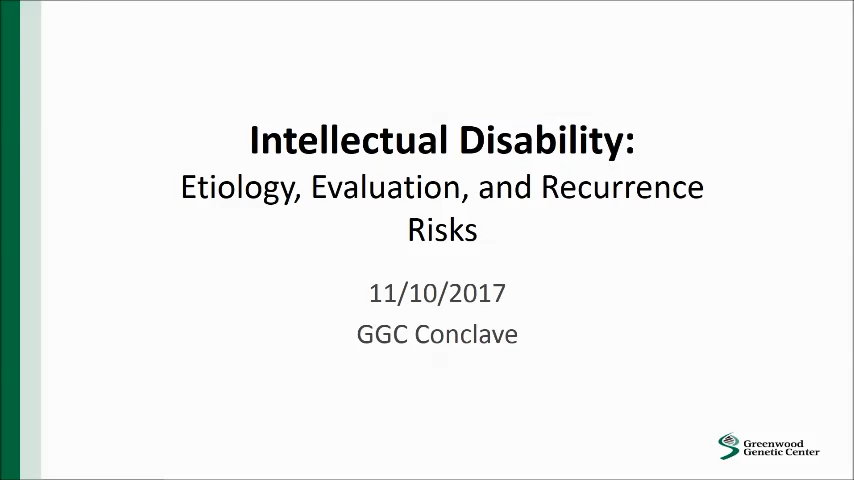 Intellectual Disability:
Etiology, Evaluation, and Recurrence
Risks
11/10/2017
GGC Conclave
Greenwood
Genetic Center